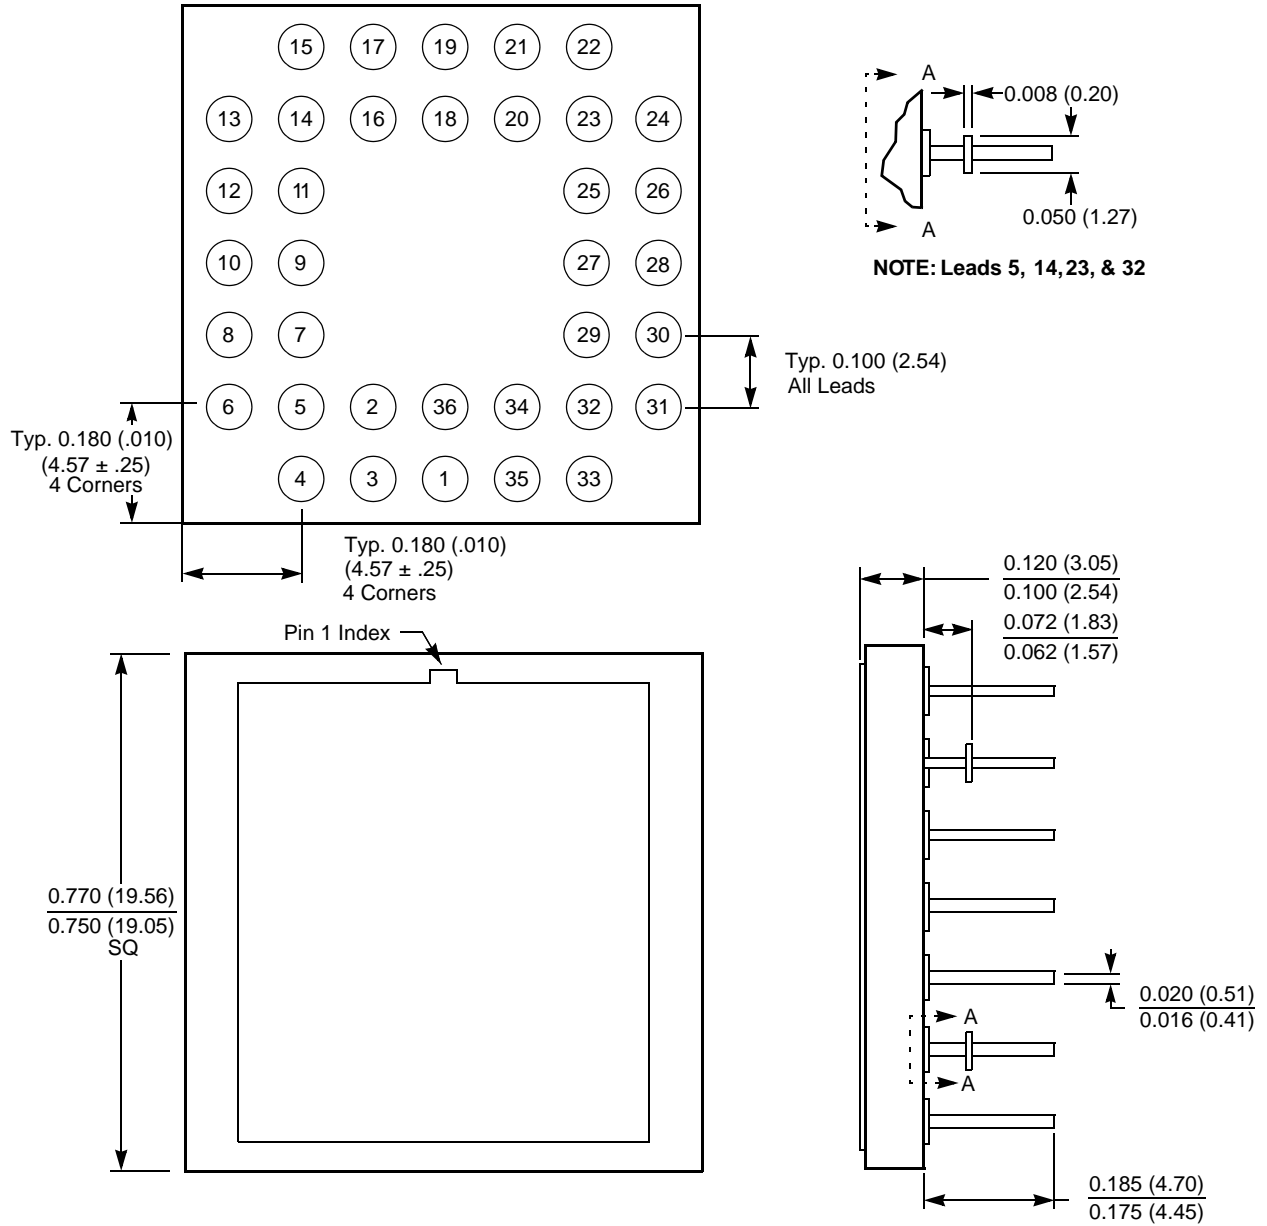 15 17 19 21 22
13 14 16 18 20 23 24
12 11 25 26
10 9 27 28
8 7 29 30
6 5 2 36 34 32 31
4 3 1 35 33
Typ. 0.180 (.010)
(4.57 ± .25)
4 Corners
Typ. 0.180 (.010)
(4.57 ± .25)
4 Corners
Typ. 0.100 (2.54)
All Leads
A
0.008 (0.20)
0.050 (1.27)
A
NOTE: Leads 5, 14, 23, & 32
Pin 1 Index
0.770 (19.56)
0.750 (19.05)
SQ
0.120 (3.05)
0.100 (2.54)
0.072 (1.83)
0.062 (1.57)
0.020 (0.51)
0.016 (0.41)
A
A
0.185 (4.70)
0.175 (4.45)